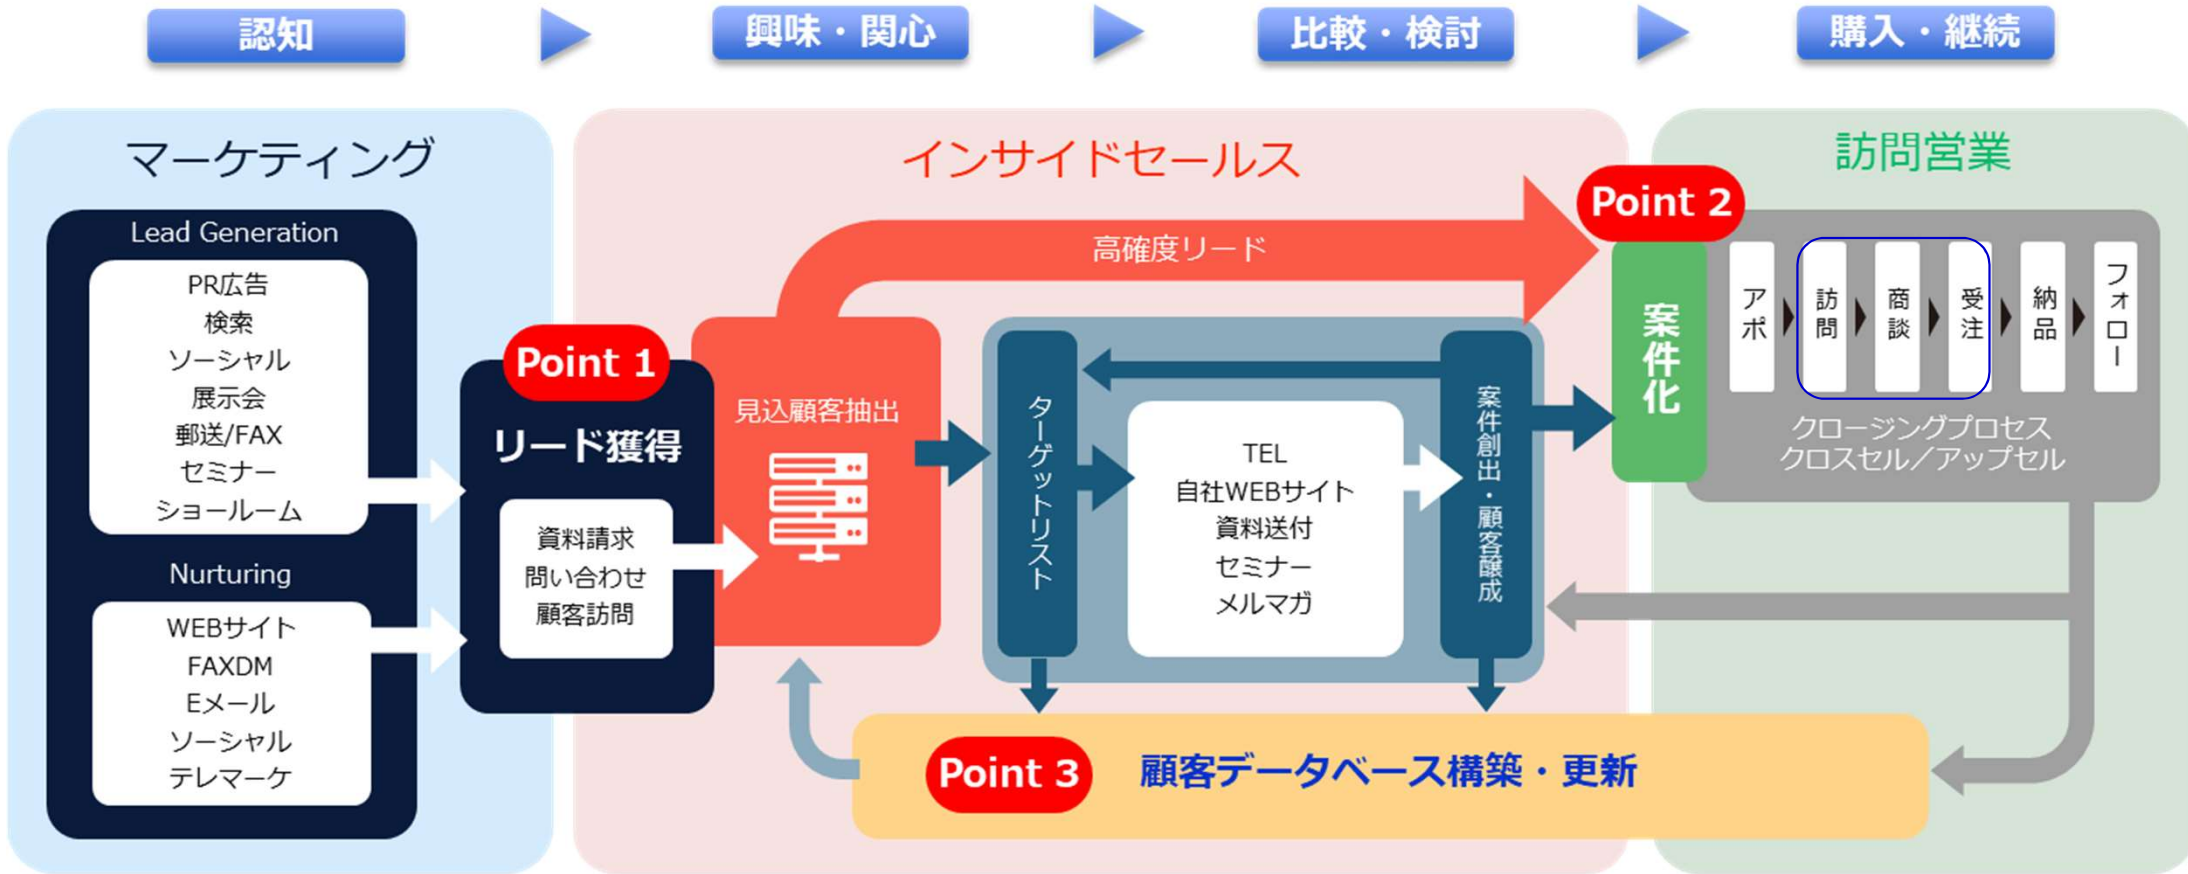 認知
興味・関心
比較・検討
購入・継続
マーケティング
Lead Generation
PR広告
検索
ソーシャル
展示会
郵送/FAX
セミナー
ショールーム
Nurturing
WEBサイト
FAXDM
Eメール
ソーシャル
テレマーケ
Point 1
リード獲得
資料請求
問い合わせ
顧客訪問
インサイドセールス
高確度リード
見込顧客抽出
ターゲットリスト
TEL
自社WEBサイト
資料送付
セミナー
メルマガ
案件創出・顧客醸成
Point 2
案件化
訪問営業
アポ
訪問
商談
受注
納品
フォロー
クロージングプロセス
クロスセル／アップセル
Point 3
顧客データベース構築・更新